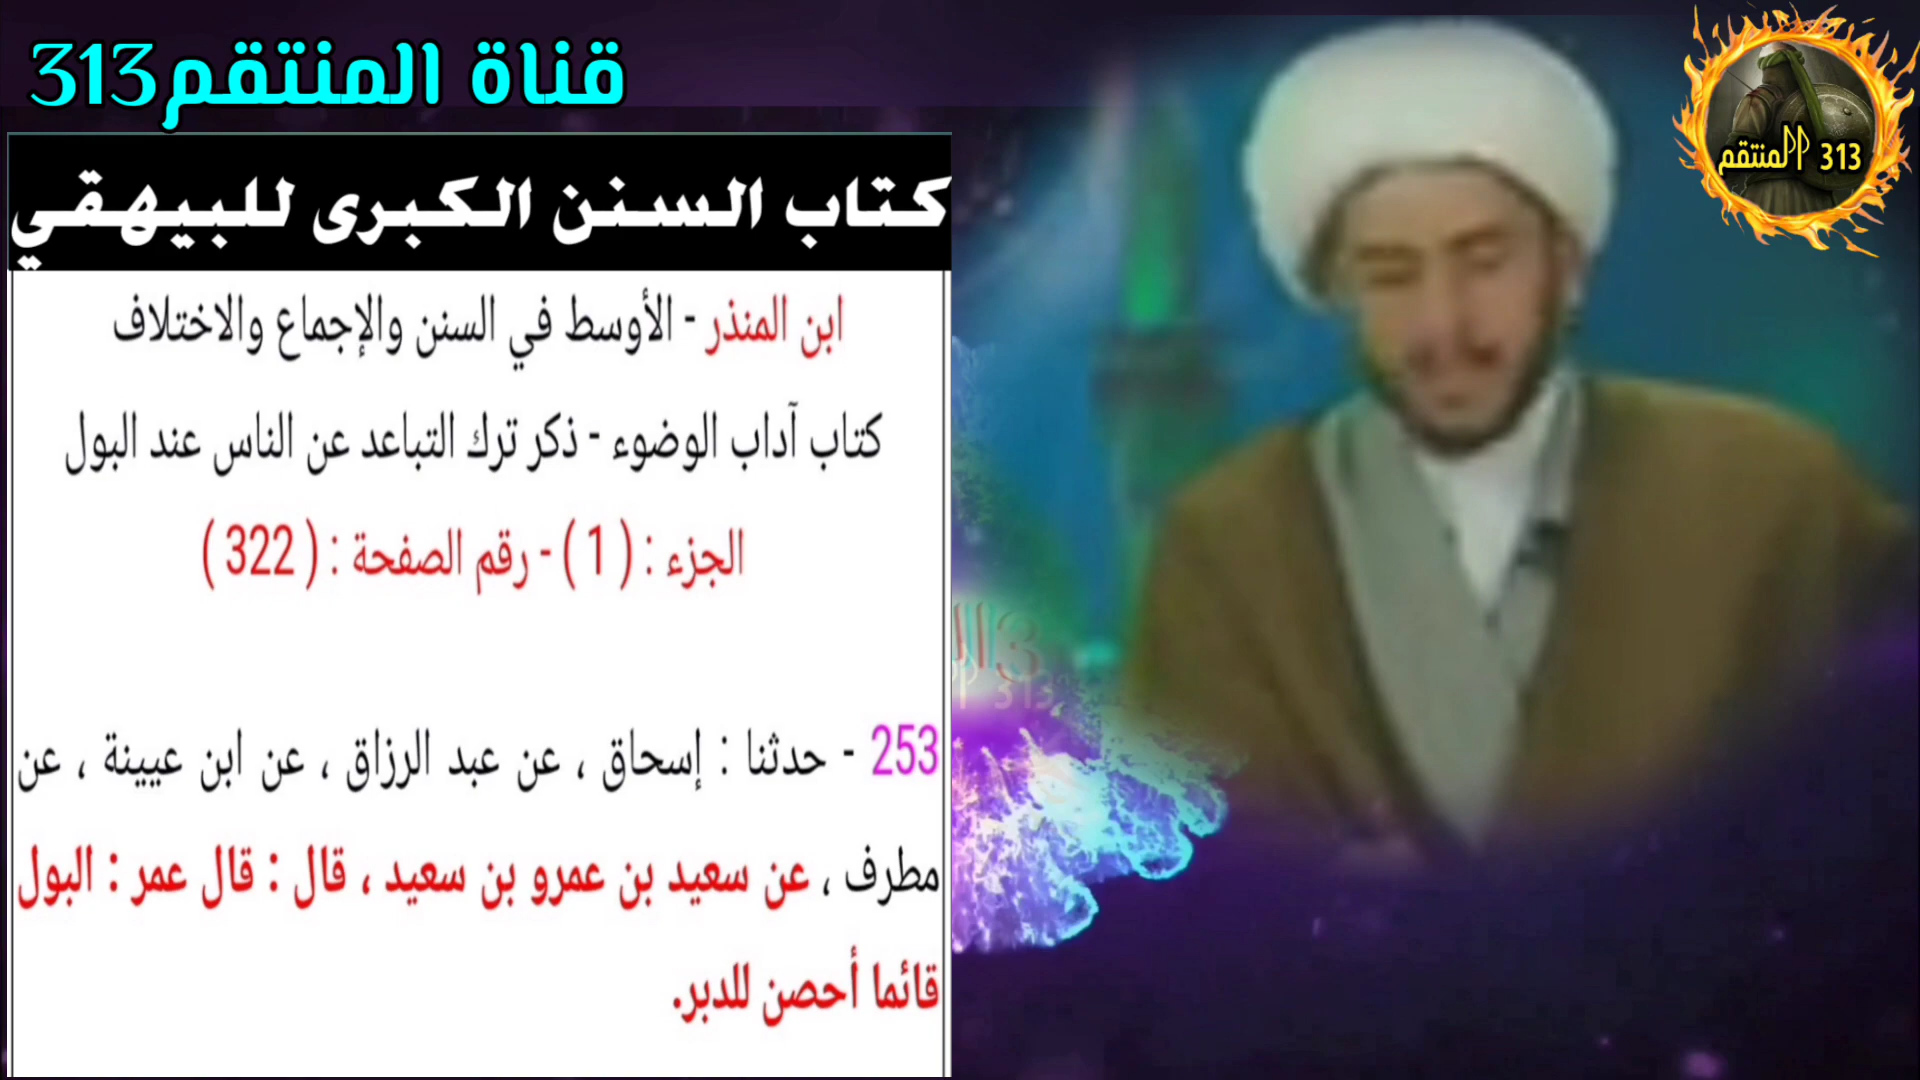 قناة المنتقم313
313 المنتقم
كتاب السنن الكبرى للبيهقي
ابن المنذر - الأوسط في السنن والإجماع والاختلاف
كتاب آداب الوضوء - ذكر ترك التباعد عن الناس عند البول
الجزء : ( 1 ) - رقم الصفحة : ( 322 )
253 - حدثنا : إسحاق ، عن عبد الرزاق ، عن ابن عيينة ، عن
مطرف ، عن سعيد بن عمرو بن سعيد ، قال : قال عمر : البول
قائما أحصن للدبر.